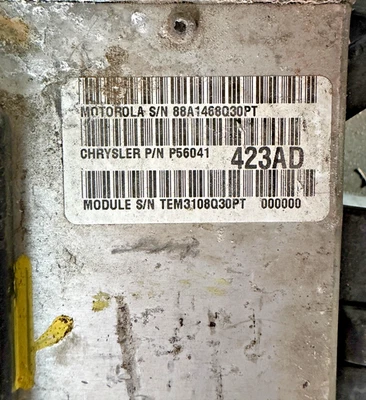 MOTOROLA S/N 88A1468Q30PT
CHRYSLER P/N P56041 423AD
MODULE S/N TEM3108Q30PT 000000